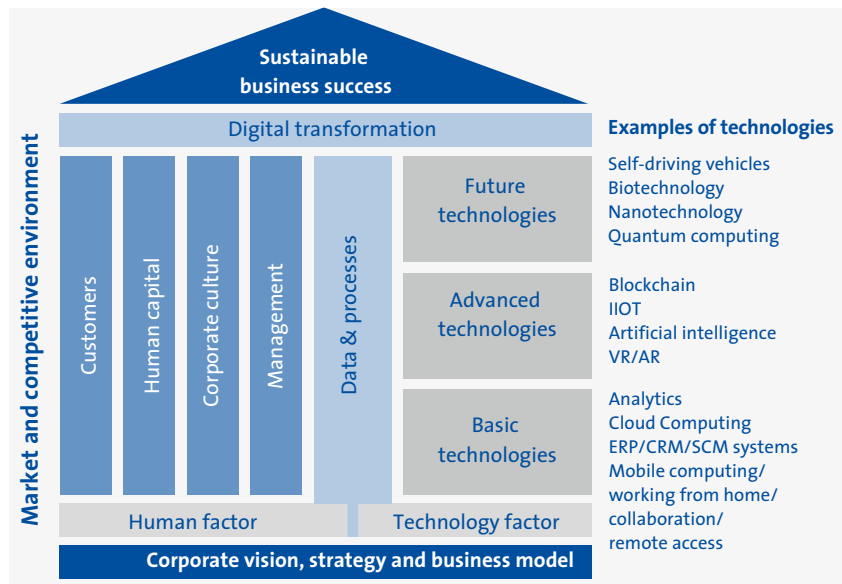 Sustainable
business success
Digital transformation
Market and competitive environment
Customers
Human capital
Corporate culture
Management
Data & processes
Future
technologies
Advanced
technologies
Basic
technologies
Examples of technologies
Self-driving vehicles
Biotechnology
Nanotechnology
Quantum computing
Blockchain
IIOT
Artificial intelligence
VR/AR
Analytics
Cloud Computing
ERP/CRM/SCM systems
Mobile computing/
working from home/
collaboration/
remote access
Human factor
Technology factor
Corporate vision, strategy and business model